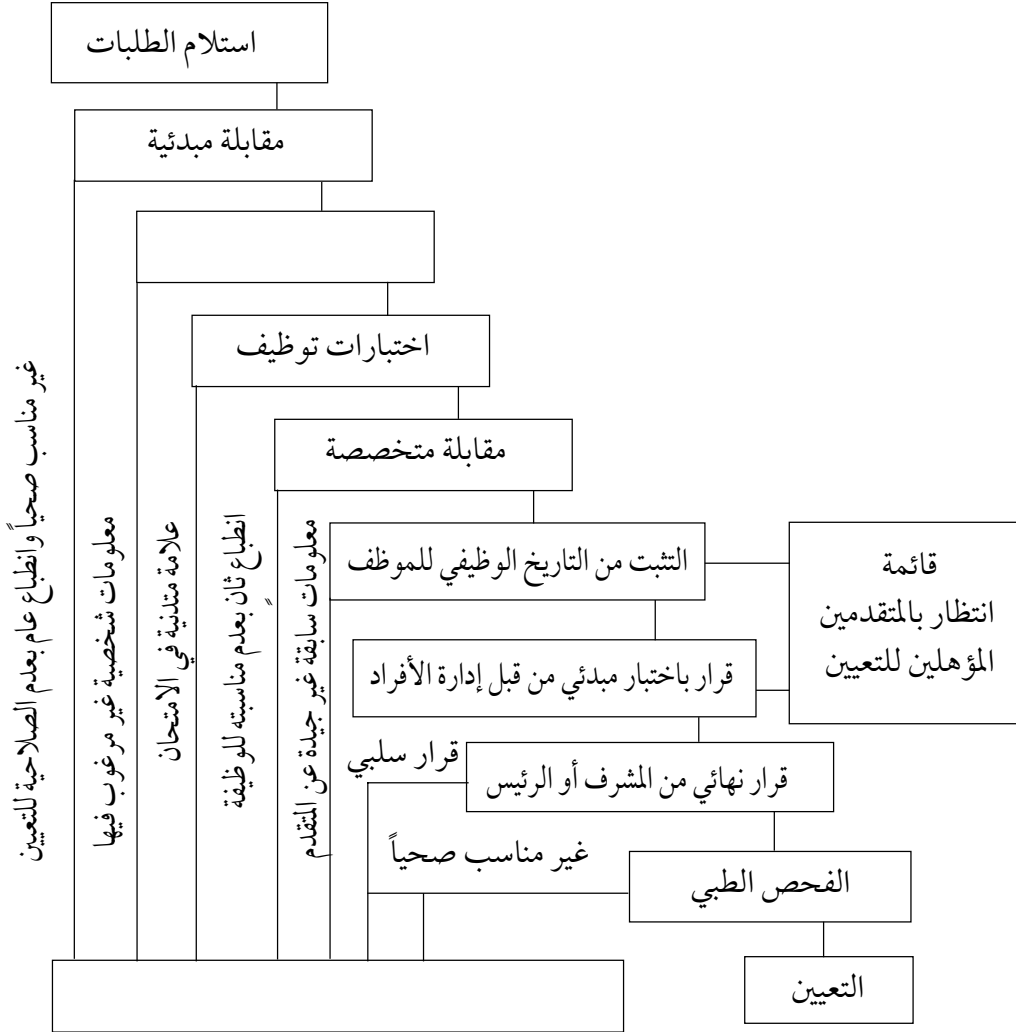 استلام الطلبات
مقابلة مبدئية
اختبارات توظيف
مقابلة متخصصة
التثبت من التاريخ الوظيفي للموظف
قائمة
انتظار بالمتقدمين
المؤهلين للتعيين
قرار باختبار مبدئي من قبل إدارة الأفراد
قرار نهائي من المشرف أو الرئيس
قرار سلبي
الفحص الطبي
غير مناسب صحياً
التعيين
غير مناسب صحياً وانطباع عام بعدم الصلاحية للتعيين
معلومات شخصية غير مرغوب فيها
علامة متدنية في الامتحان
انطباع ثان بعدم مناسبته للوظيفة
معلومات سابقة غير جيدة عن المتقدم